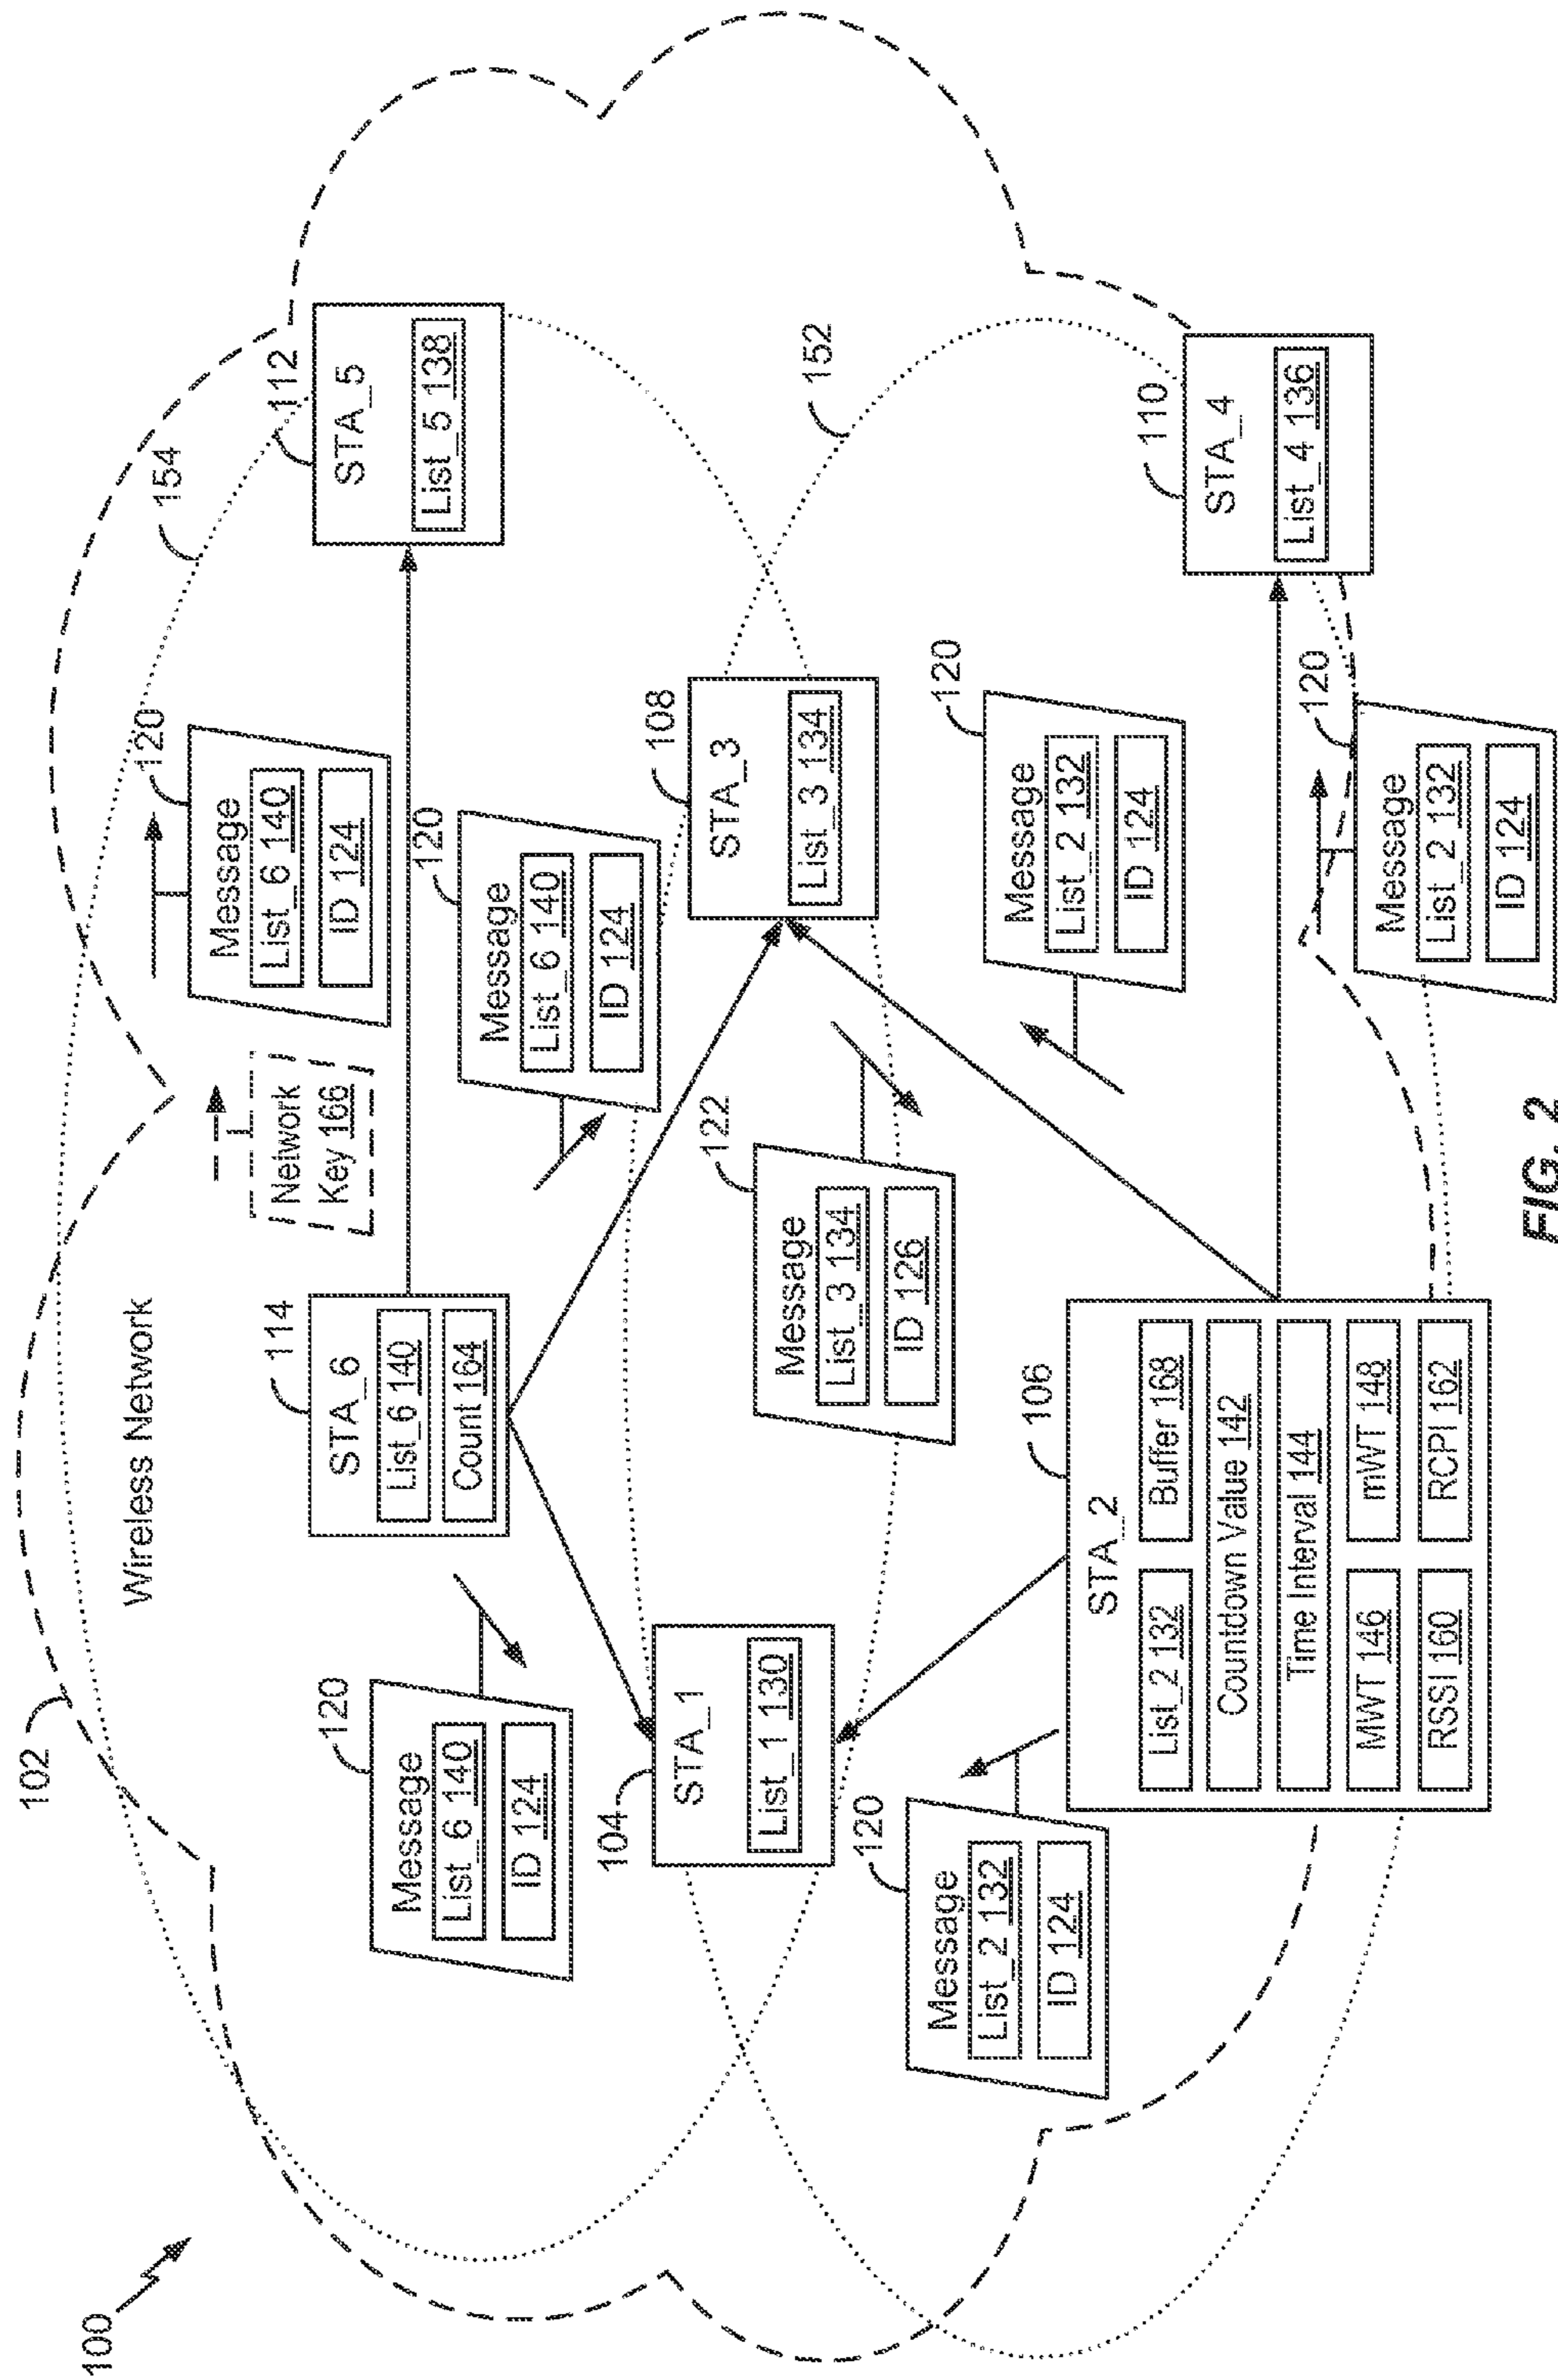 100
102
Wireless Network
154
Network
Key 166
120
Message
List_6 140
ID 124
112
STA_5
List_5 138
114
STA_6
List_6 140
Count 164
120
Message
List_6 140
ID 124
120
Message
List_6 140
ID 124
104
STA_1
List_1 130
108
STA_3
List_3 134
152
122
Message
List_3 134
ID 126
120
Message
List_2 132
ID 124
120
Message
List_2 132
ID 124
106
STA_2
List_2 132
Buffer 168
Countdown Value 142
Time Interval 144
MWT 146
mWT 148
RSSI 160
RCPI 162
110
STA_4
List_4 136
120
Message
List_2 132
ID 124
FIG. 2